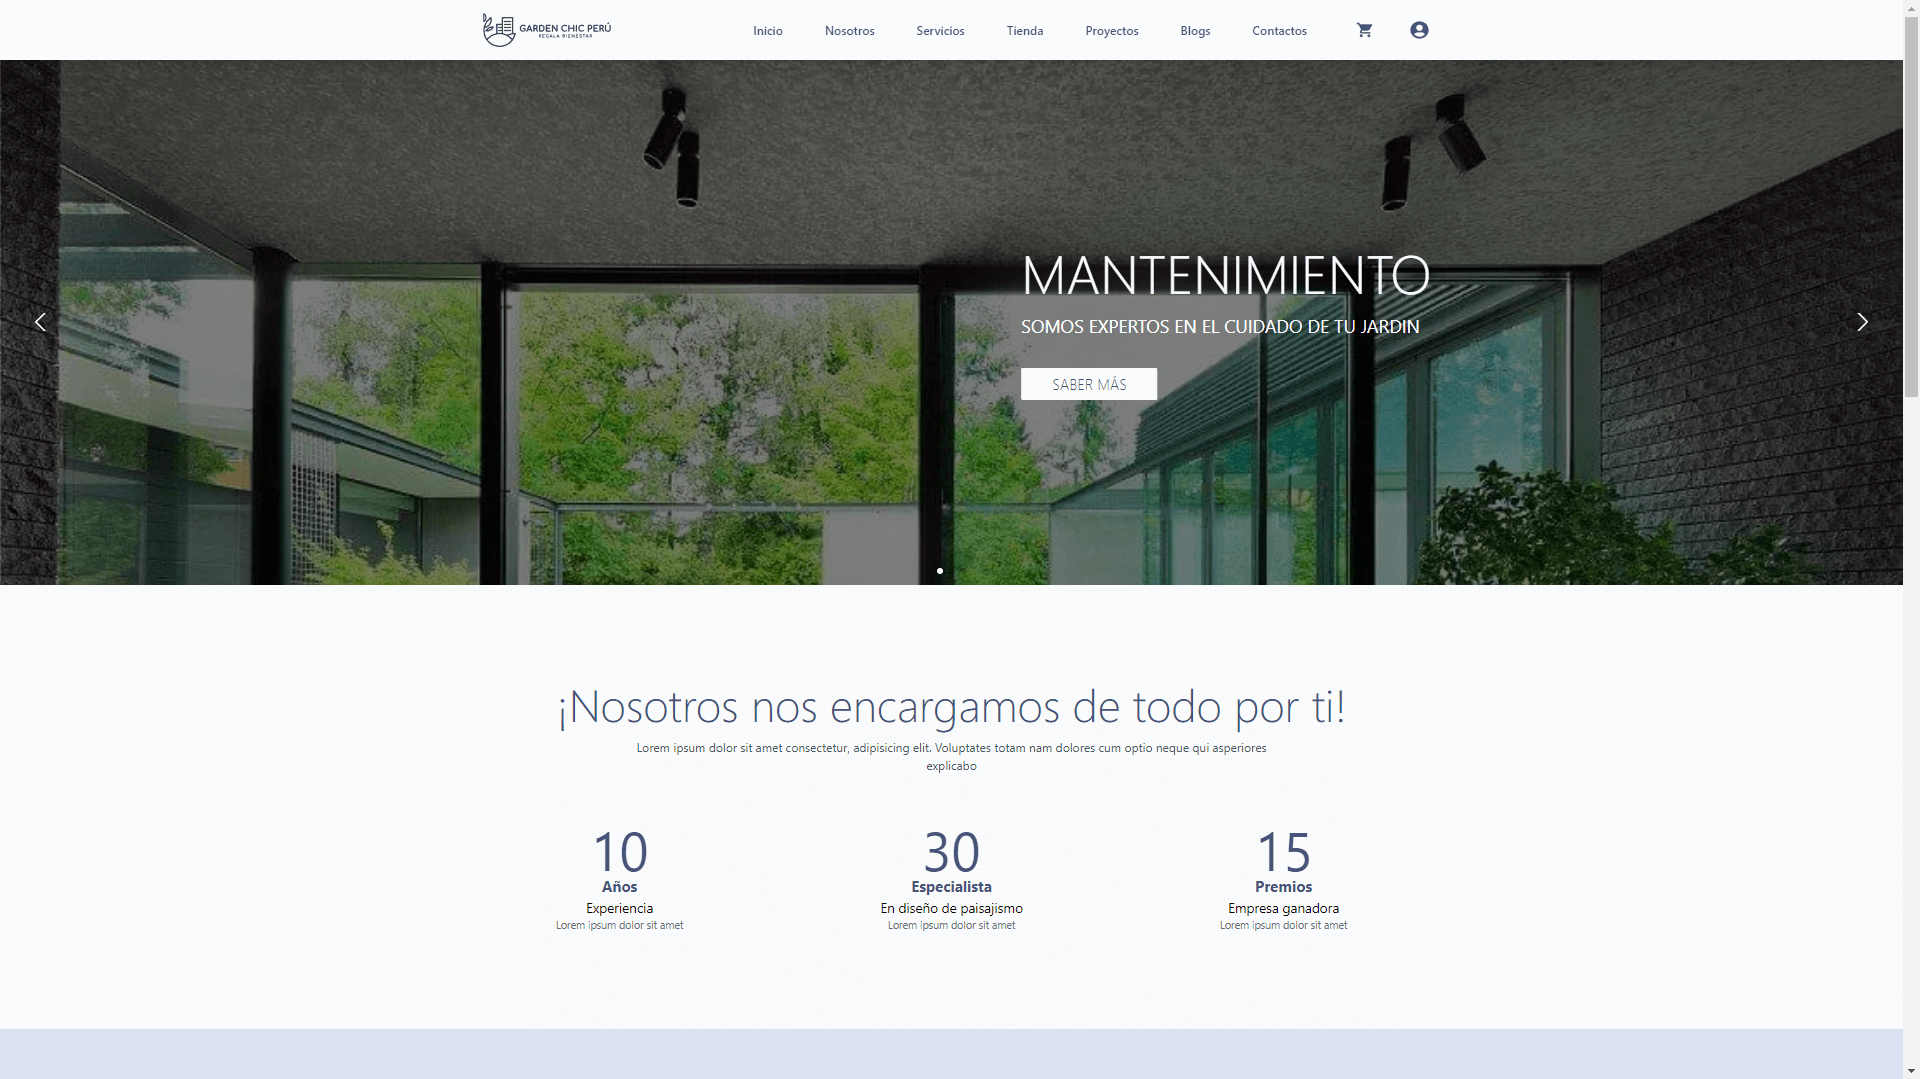 GARDEN CHIC PERÚ
REGALA BIENESTAR
Inicio
Nosotros
Servicios
Tienda
Proyectos
Blogs
Contactos
MANTENIMIENTO
SOMOS EXPERTOS EN EL CUIDADO DE TU JARDIN
SABER MÁS
¡Nosotros nos encargamos de todo por ti!
Lorem ipsum dolor sit amet consectetur, adipisicing elit. Voluptates totam nam dolores cum optio neque qui asperiores
explicabo
10
Años
Experiencia
Lorem ipsum dolor sit amet
30
Especialista
En diseño de paisajismo
Lorem ipsum dolor sit amet
15
Premios
Empresa ganadora
Lorem ipsum dolor sit amet